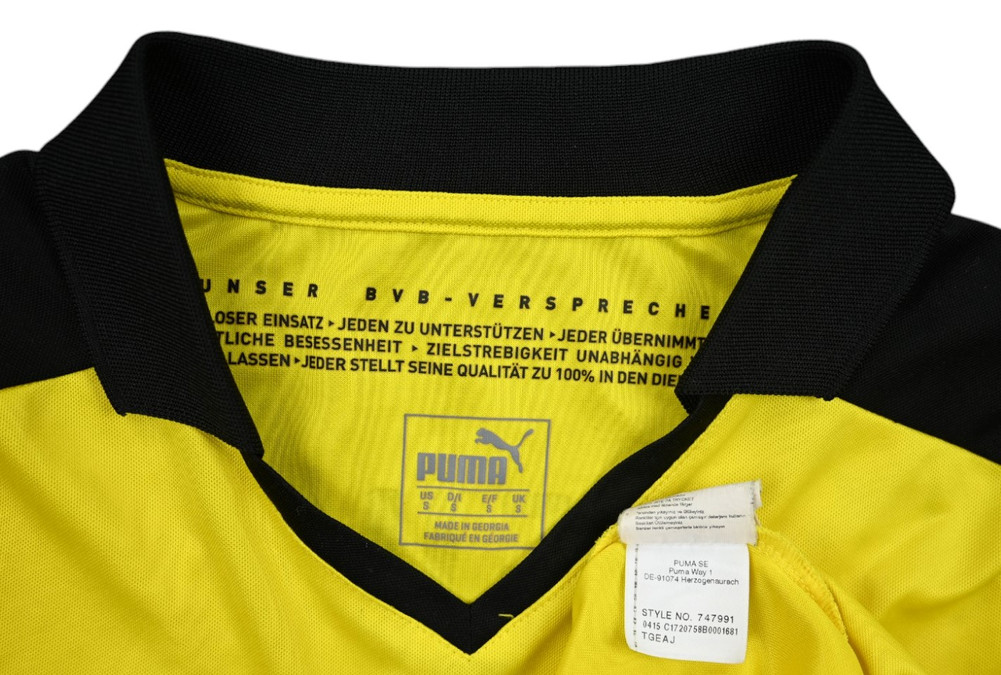 UNSER BVB-VERSPRECHE
LOSER EINSATZ ▸ JEDEN ZU UNTERSTÜTZEN ▸ JEDER ÜBERNIMMT
TLICHE BESESSENHEIT ▸ ZIELSTREBIGKEIT UNABHÄNGIG
LASSEN ▸ JEDER STELLT SEINE QUALITÄT ZU 100% IN DEN DIE
PUMA
US D/I E/F UK
S S S S
MADE IN GEORGIA
FABRIQUÉ EN GÉORGIE
PUMA SE
Puma Way 1
DE-91074 Herzogenaurach
STYLE NO. 747991
0415 C1720758B0001681
TGEAJ